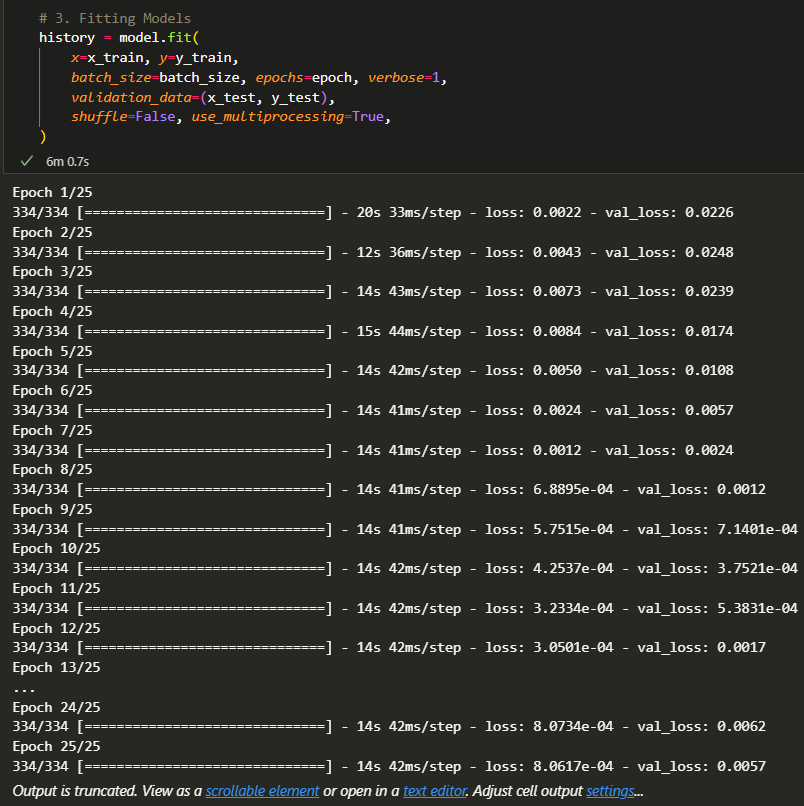 # 3. Fitting Models
history = model.fit(
x=x_train, y=y_train,
batch_size=batch_size, epochs=epoch, verbose=1,
validation_data=(x_test, y_test),
shuffle=False, use_multiprocessing=True,
)
✓ 6m 0.7s
Epoch 1/25
334/334 [==============================] - 20s 33ms/step - loss: 0.0022 - val_loss: 0.0226
Epoch 2/25
334/334 [==============================] - 12s 36ms/step - loss: 0.0043 - val_loss: 0.0248
Epoch 3/25
334/334 [==============================] - 14s 43ms/step - loss: 0.0073 - val_loss: 0.0239
Epoch 4/25
334/334 [==============================] - 15s 44ms/step - loss: 0.0084 - val_loss: 0.0174
Epoch 5/25
334/334 [==============================] - 14s 42ms/step - loss: 0.0050 - val_loss: 0.0108
Epoch 6/25
334/334 [==============================] - 14s 41ms/step - loss: 0.0024 - val_loss: 0.0057
Epoch 7/25
334/334 [==============================] - 14s 41ms/step - loss: 0.0012 - val_loss: 0.0024
Epoch 8/25
334/334 [==============================] - 14s 41ms/step - loss: 6.8895e-04 - val_loss: 0.0012
Epoch 9/25
334/334 [==============================] - 14s 41ms/step - loss: 5.7515e-04 - val_loss: 7.1401e-04
Epoch 10/25
334/334 [==============================] - 14s 42ms/step - loss: 4.2537e-04 - val_loss: 3.7521e-04
Epoch 11/25
334/334 [==============================] - 14s 42ms/step - loss: 3.2334e-04 - val_loss: 5.3831e-04
Epoch 12/25
334/334 [==============================] - 14s 42ms/step - loss: 3.0501e-04 - val_loss: 0.0017
Epoch 13/25
...
Epoch 24/25
334/334 [==============================] - 14s 42ms/step - loss: 8.0734e-04 - val_loss: 0.0062
Epoch 25/25
334/334 [==============================] - 14s 42ms/step - loss: 8.0617e-04 - val_loss: 0.0057
Output is truncated. View as a scrollable element or open in a text editor. Adjust cell output settings...